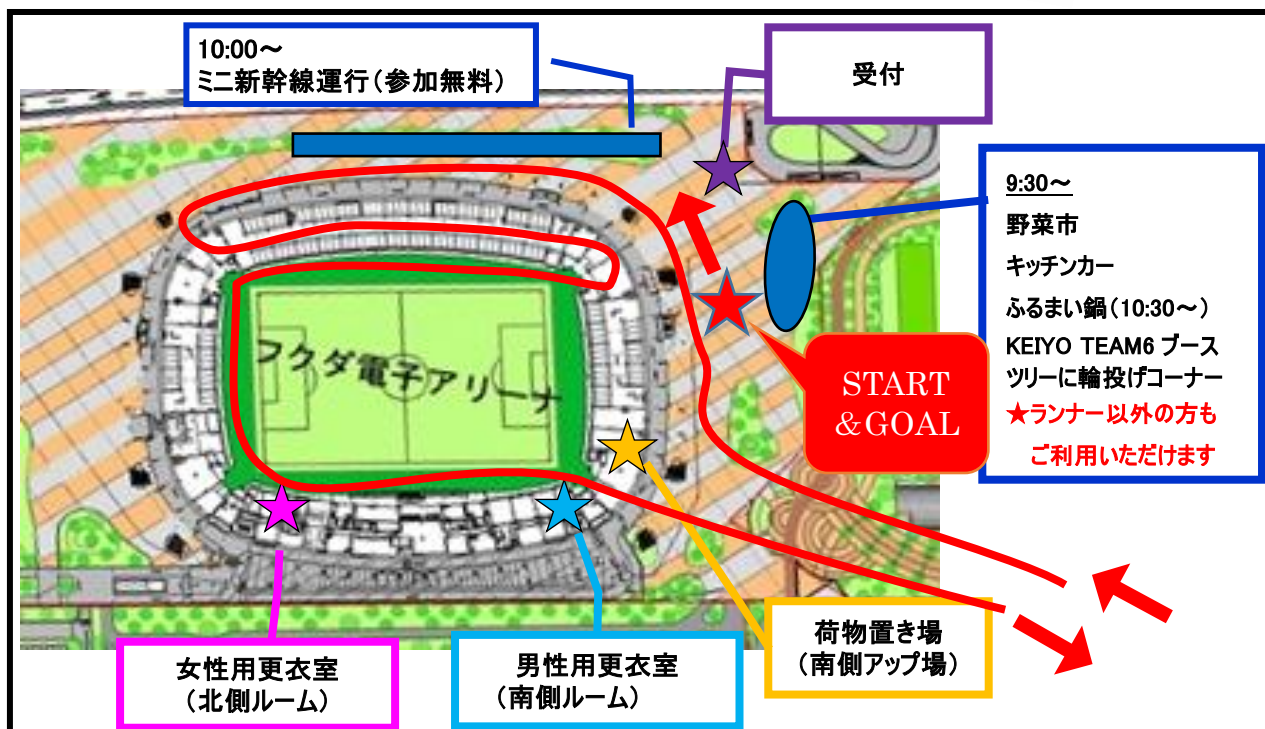 10:00～
ミニ新幹線運行（参加無料）
受付
9:30～
野菜市
キッチンカー
ふるまい鍋（10:30～）
KEIYO TEAM6 ブース
ツリーに輪投げコーナー
★ランナー以外の方も
ご利用いただけます
フクダ電子アリーナ
START
&GOAL
女性用更衣室
（北側ルーム）
男性用更衣室
（南側ルーム）
荷物置き場
（南側アップ場）